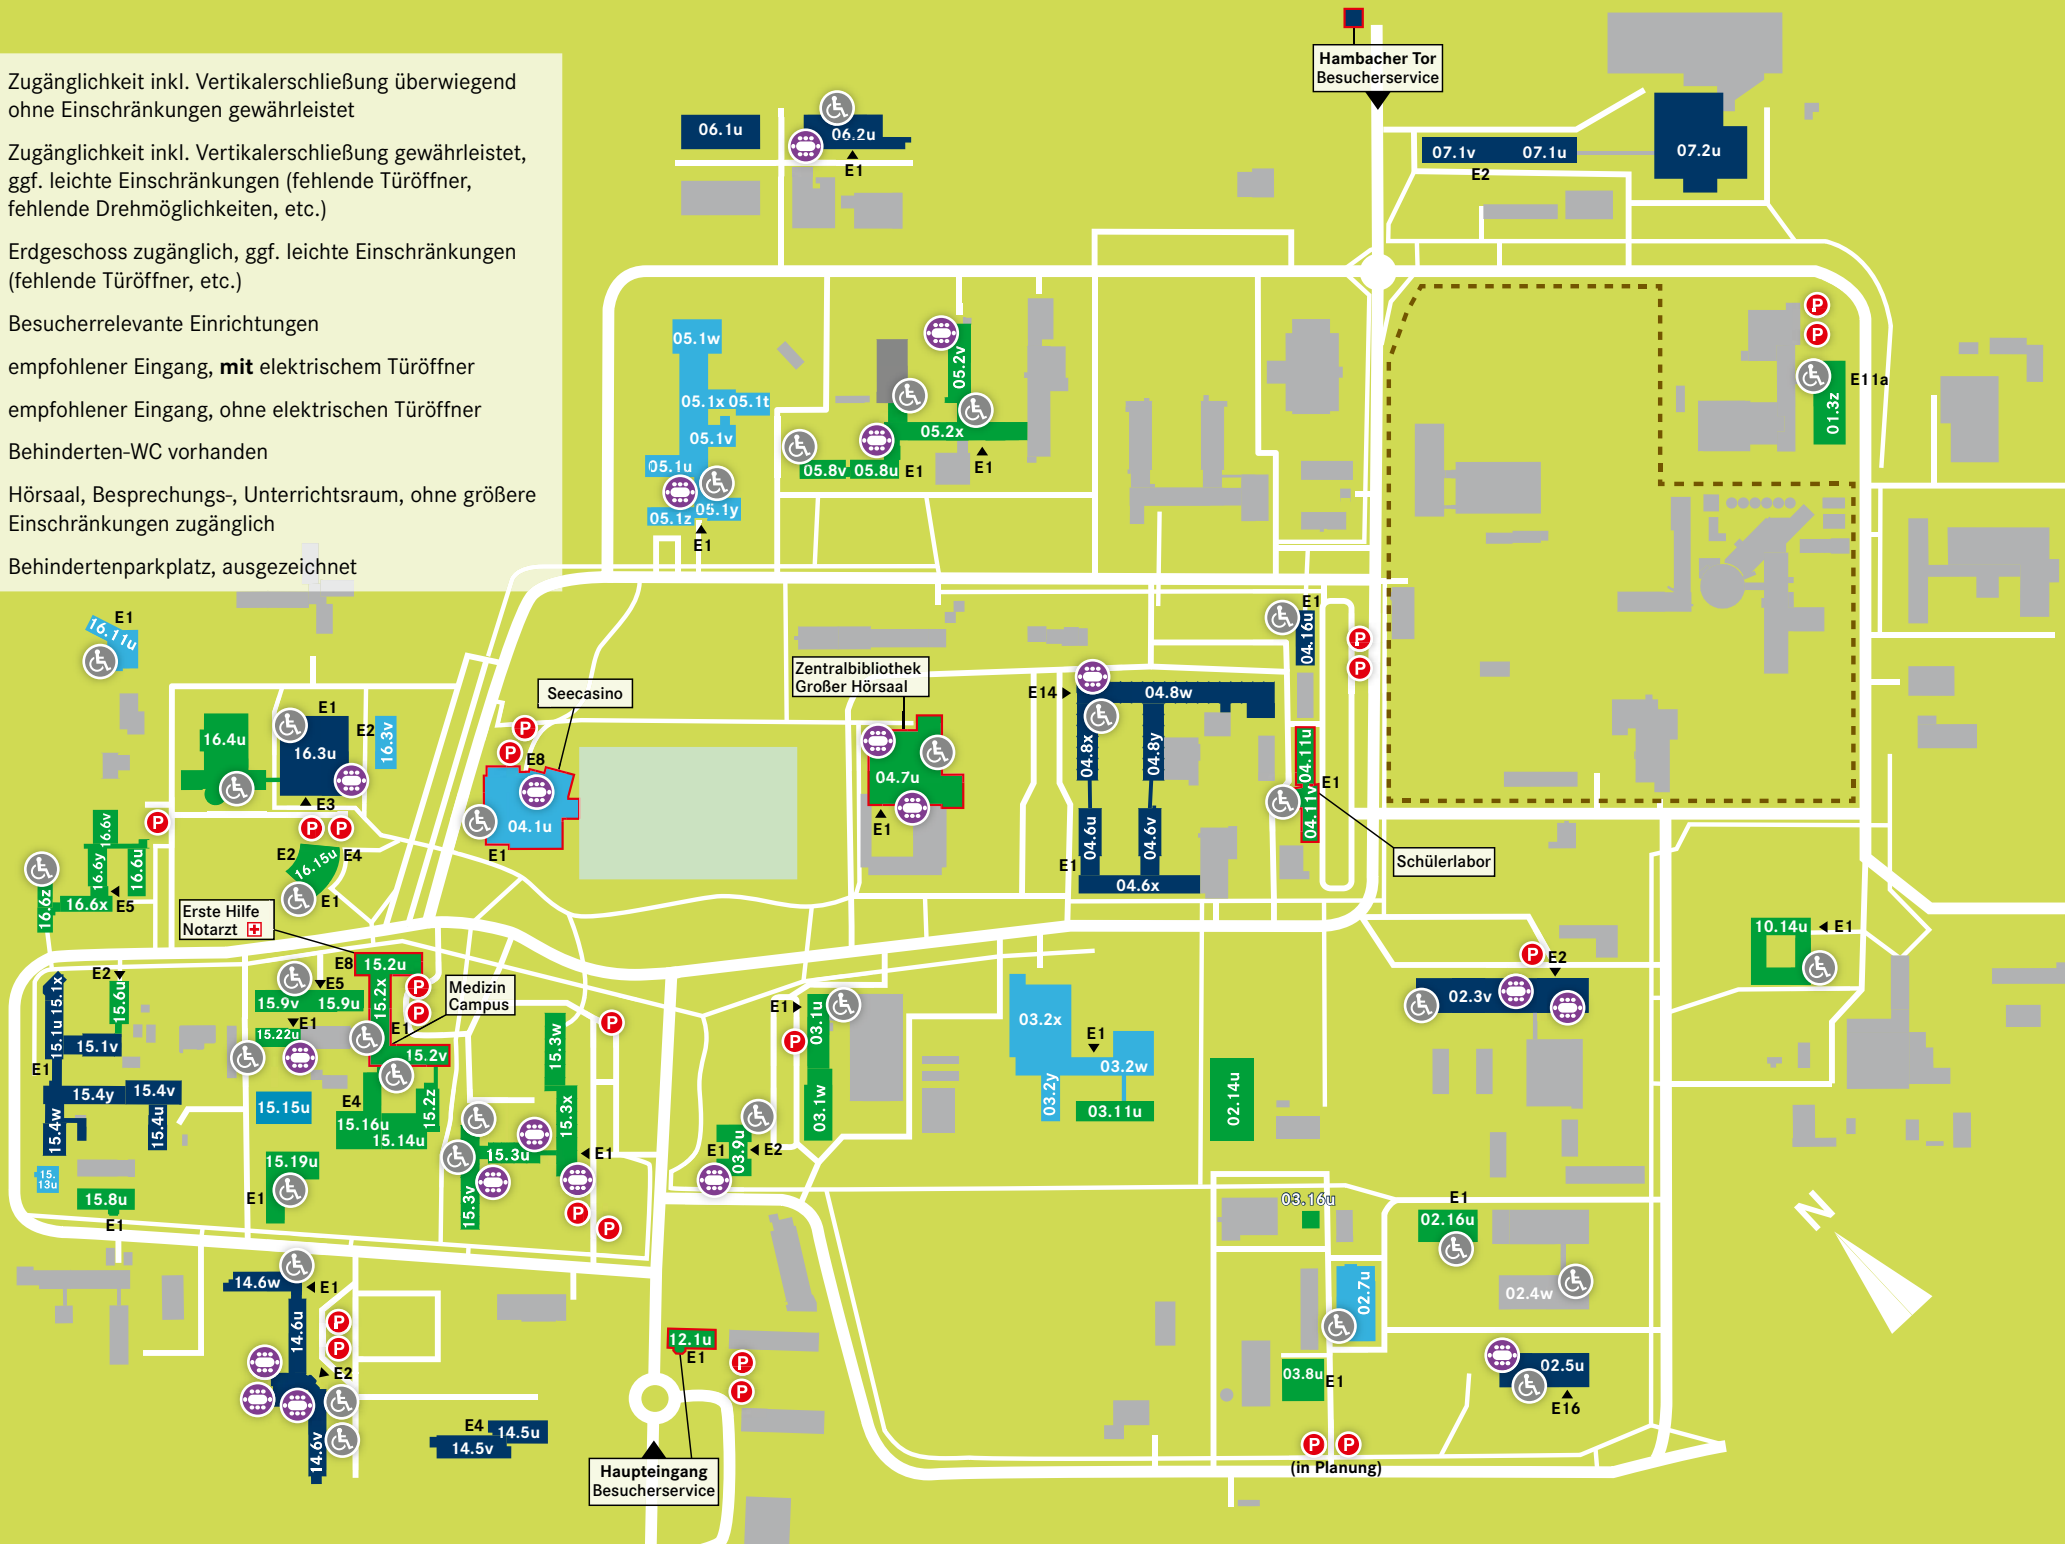 Zugänglichkeit inkl. Vertikalerschließung überwiegend
ohne Einschränkungen gewährleistet
Zugänglichkeit inkl. Vertikalerschließung gewährleistet,
ggf. leichte Einschränkungen (fehlende Türöffner,
fehlende Drehmöglichkeiten, etc.)
Erdgeschoss zugänglich, ggf. leichte Einschränkungen
(fehlende Türöffner, etc.)
Besucherrelevante Einrichtungen
empfohlener Eingang, mit elektrischem Türöffner
empfohlener Eingang, ohne elektrischen Türöffner
Behinderten-WC vorhanden
Hörsaal, Besprechungs-, Unterrichtsraum, ohne größere
Einschränkungen zugänglich
Behindertenparkplatz, ausgezeichnet
Hambacher Tor
Besucherservice
06.1u
06.2u
E1
07.1v
07.1u
E2
07.2u
P
P
E11a
01.3z
05.1w
05.1x 05.1t
05.1v
05.1u
05.1z
05.1y
E1
05.2v
05.2x
E1
05.8v
05.8u
E1
E1
16.11u
E1
04.16u
P
P
Zentralbibliothek
Großer Hörsaal
04.7u
E1
Seecasino
P
P
E8
04.1u
E1
E14
04.8w
04.8x
04.8y
04.6u
04.6v
E1
04.6x
04.11u
E1
04.11v
Schülerlabor
16.4u
E1
16.3u
E2
16.3v
E3
P
P
P
E2
16.15u
E4
E1
16.6v
16.6y
16.6u
16.6z
16.6x
E5
Erste Hilfe
Notarzt
E8
15.2u
15.2x
P
P
Medizin
Campus
E1
15.2v
15.2z
E4
15.16u
15.14u
E2
15.6u
15.1x
15.1u
15.1v
E1
15.4y
15.4v
15.4w
15.4u
15.
13u
15.8u
E1
E5
15.9v
15.9u
E1
15.22u
15.15u
15.19u
E1
15.3w
P
15.3x
15.3u
15.3v
E1
P
P
E1
03.1u
P
03.1w
E1
03.9u
E2
03.2x
E1
03.2w
03.2y
03.11u
02.14u
P
E2
02.3v
10.14u
E1
03.16u
E1
02.16u
02.4w
02.7u
03.8u
E1
02.5u
E16
P
P
(in Planung)
N
14.6w
E1
14.6u
P
P
E2
14.6v
E4
14.5u
14.5v
12.1u
E1
P
P
Haupteingang
Besucherservice